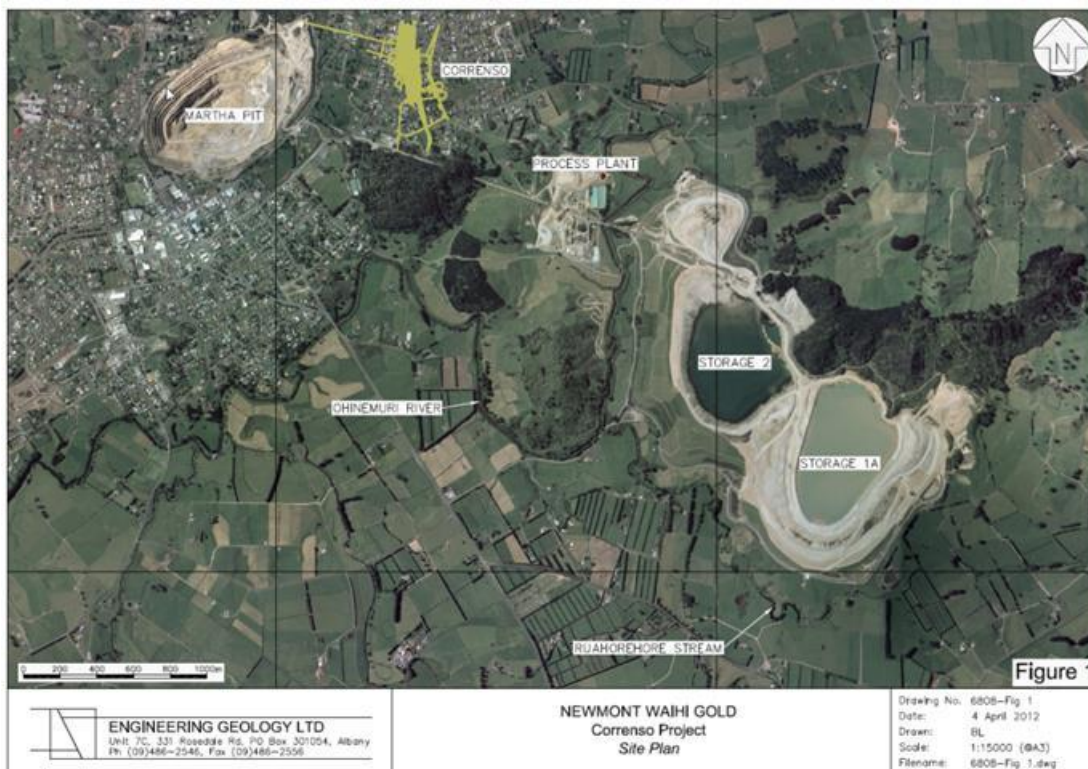 N
CORRENSO
MARTHA PIT
PROCESS PLANT
STORAGE 2
OHINEMURI RIVER
STORAGE 1A
RUAHOREHORE STREAM
0 200 400 600 800 1000m
Figure 1
ENGINEERING GEOLOGY LTD
Unit 7C, 331 Rosedale Rd, PO Box 301054, Albany
Ph (09)486-2546, Fax (09)486-2556
NEWMONT WAIHI GOLD
Correnso Project
Site Plan
Drawing No. 6808-Fig 1
Date: 4 April 2012
Drawn: BL
Scale: 1:15000 (@A3)
Filename: 6808-Fig 1.dwg